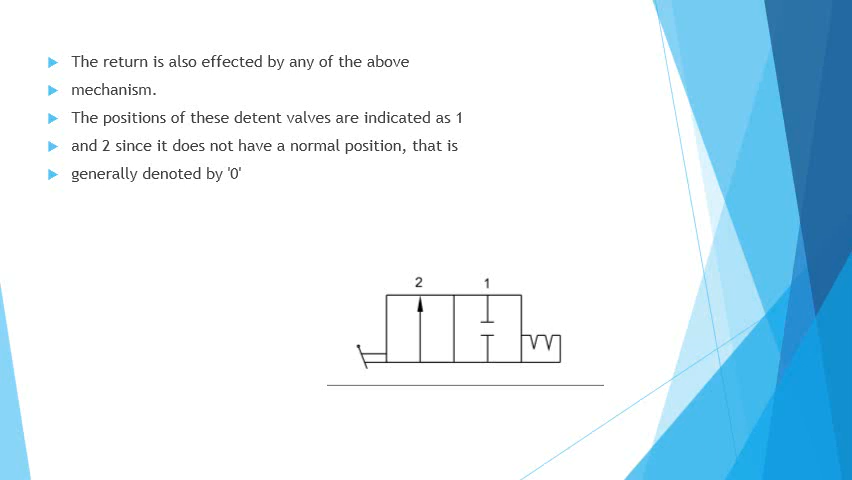 The return is also effected by any of the above
mechanism.
The positions of these detent valves are indicated as 1
and 2 since it does not have a normal position, that is
generally denoted by '0'
2 1